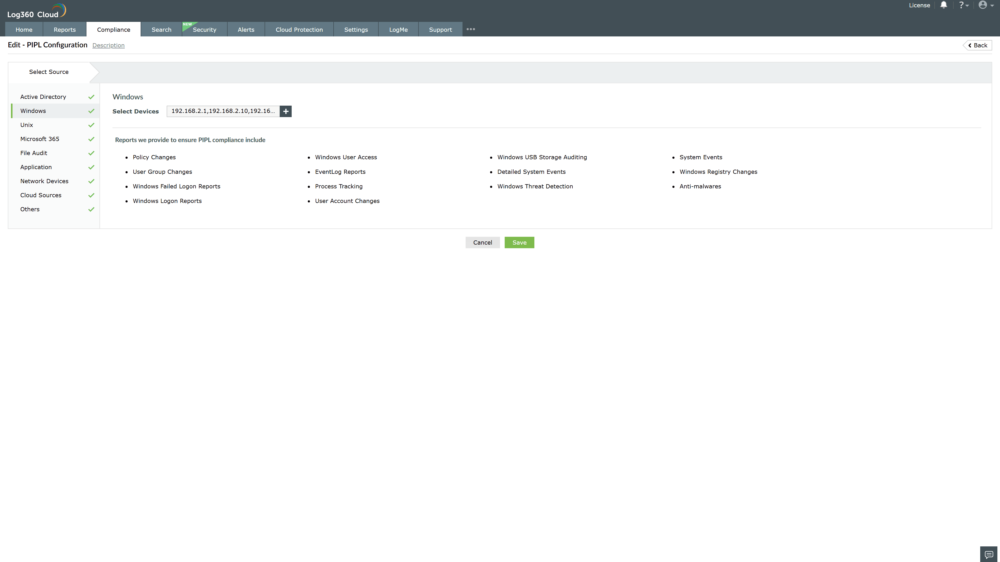 Log360 Cloud
License
Home Reports Compliance Search NEW Security Alerts Cloud Protection Settings LogMe Support
Edit - PIPL Configuration Description
Back
Select Source
Active Directory
Windows
Unix
Microsoft 365
File Audit
Application
Network Devices
Cloud Sources
Others
Windows
Select Devices 192.168.2.1,192.168.2.10,192.16...
Reports we provide to ensure PIPL compliance include
Policy Changes Windows User Access Windows USB Storage Auditing System Events
User Group Changes EventLog Reports Detailed System Events Windows Registry Changes
Windows Failed Logon Reports Process Tracking Windows Threat Detection Anti-malwares
Windows Logon Reports User Account Changes
Cancel Save